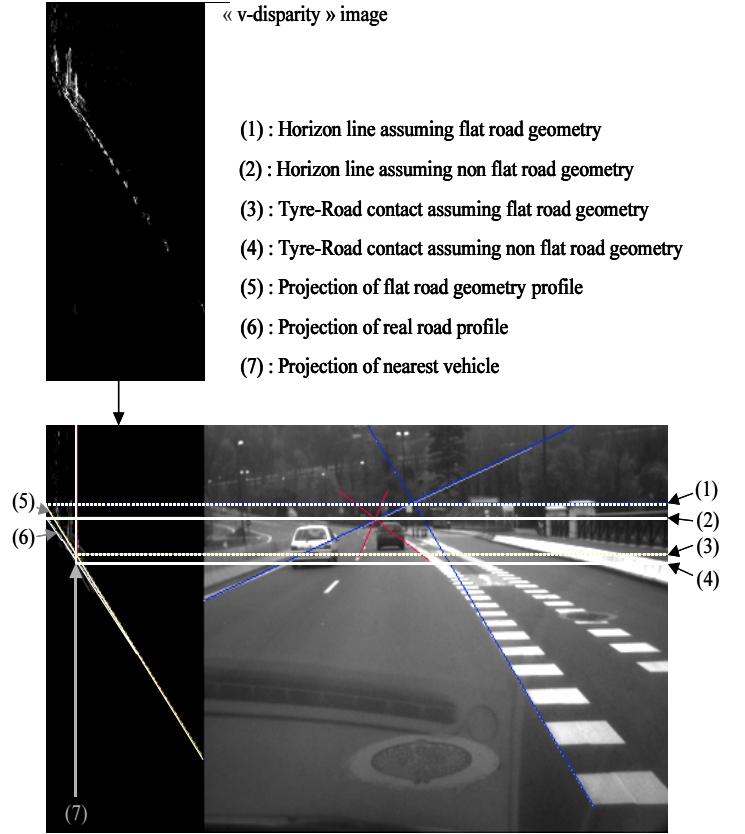 « v-disparity » image
(1) : Horizon line assuming flat road geometry
(2) : Horizon line assuming non flat road geometry
(3) : Tyre-Road contact assuming flat road geometry
(4) : Tyre-Road contact assuming non flat road geometry
(5) : Projection of flat road geometry profile
(6) : Projection of real road profile
(7) : Projection of nearest vehicle
(1)
(5)
(2)
(6)
(3)
(4)
(7)